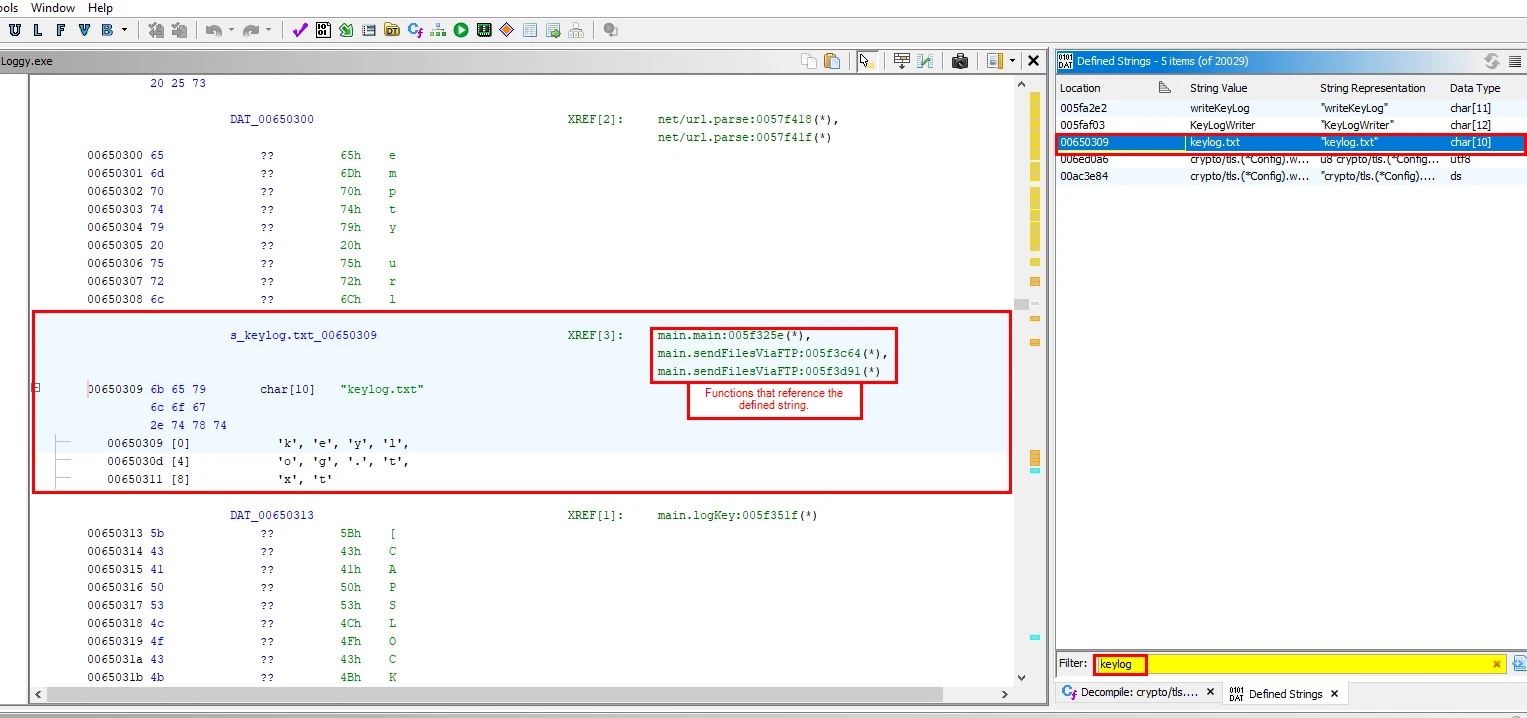 ools Window Help
U L F V B
Loggy.exe
20 25 73
DAT_00650300 XREF[2]: net/url.parse:0057f418(*),
net/url.parse:0057f41f(*)
00650300 65 ?? 65h e
00650301 6d ?? 6Dh m
00650302 70 ?? 70h p
00650303 74 ?? 74h t
00650304 79 ?? 79h y
00650305 20 ?? 20h
00650306 75 ?? 75h u
00650307 72 ?? 72h r
00650308 6c ?? 6Ch l
s_keylog.txt_00650309 XREF[3]: main.main:005f325e(*),
main.sendFilesViaFTP:005f3c64(*),
main.sendFilesViaFTP:005f3d91(*)
00650309 6b 65 79 char[10] "keylog.txt"
6c 6f 67
2e 74 78 74
Functions that reference the
defined string.
00650309 [0] 'k', 'e', 'y', 'l',
0065030d [4] 'o', 'g', '.', 't',
00650311 [8] 'x', 't'
DAT_00650313 XREF[1]: main.logKey:005f351f(*)
00650313 5b ?? 5Bh [
00650314 43 ?? 43h C
00650315 41 ?? 41h A
00650316 50 ?? 50h P
00650317 53 ?? 53h S
00650318 4c ?? 4Ch L
00650319 4f ?? 4Fh O
0065031a 43 ?? 43h C
0065031b 4b ?? 4Bh K
Defined Strings - 5 items (of 20029)
Location String Value String Representation Data Type
005fa2e2 writeKeyLog "writeKeyLog" char[11]
005faf03 KeyLogWriter "KeyLogWriter" char[12]
00650309 keylog.txt "keylog.txt" char[10]
006ed0a6 crypto/tls.(*Config).w... u8"crypto/tls.(*Config... utf8
00ac3e84 crypto/tls.(*Config).w... "crypto/tls.(*Config).... ds
Filter: keylog
Decompile: crypto/tls.... Defined Strings